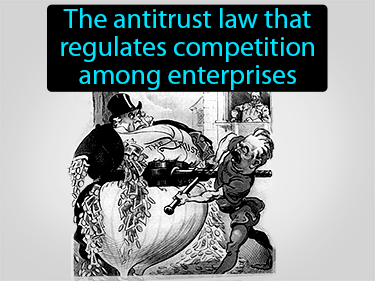 The antitrust law that
regulates competition
among enterprises